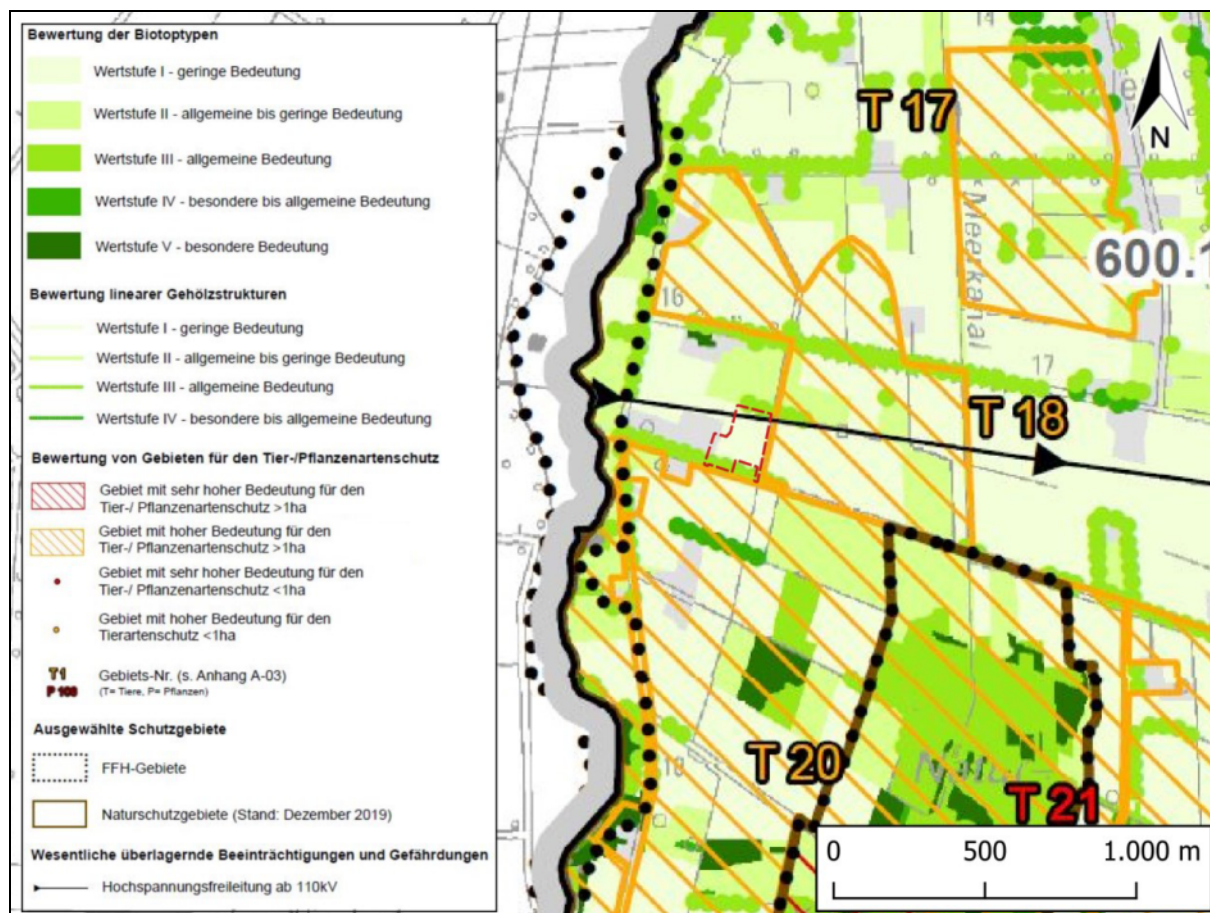 Bewertung der Biotoptypen
Wertstufe I - geringe Bedeutung
Wertstufe II - allgemeine bis geringe Bedeutung
Wertstufe III - allgemeine Bedeutung
Wertstufe IV - besondere bis allgemeine Bedeutung
Wertstufe V - besondere Bedeutung
Bewertung linearer Gehölzstrukturen
Wertstufe I - geringe Bedeutung
Wertstufe II - allgemeine bis geringe Bedeutung
Wertstufe III - allgemeine Bedeutung
Wertstufe IV - besondere bis allgemeine Bedeutung
Bewertung von Gebieten für den Tier-/Pflanzenartenschutz
Gebiet mit sehr hoher Bedeutung für den
Tier-/ Pflanzenartenschutz >1ha
Gebiet mit hoher Bedeutung für den
Tier-/ Pflanzenartenschutz >1ha
Gebiet mit sehr hoher Bedeutung für den
Tier-/ Pflanzenartenschutz <1ha
Gebiet mit hoher Bedeutung für den
Tierartenschutz <1ha
T1
P 108
Gebiets-Nr. (s. Anhang A-03)
(T= Tiere, P= Pflanzen)
Ausgewählte Schutzgebiete
FFH-Gebiete
Naturschutzgebiete (Stand: Dezember 2019)
Wesentliche überlagernde Beeinträchtigungen und Gefährdungen
Hochspannungsfreileitung ab 110kV
14
T 17
N
Meerkanal
600.1
16
17
T 18
T 20
Natur-
T 21
18
0 500 1.000 m